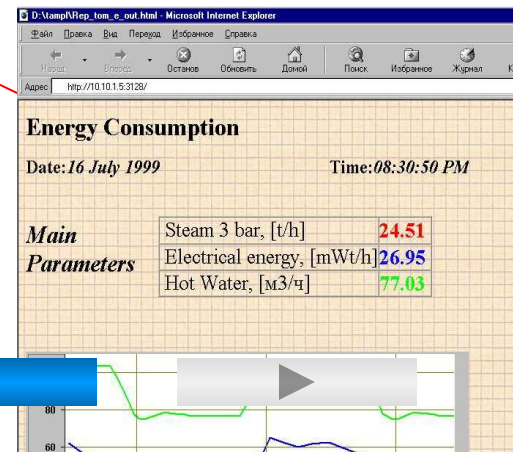 D:\tampl\Rep_tom_e_out.html - Microsoft Internet Explorer
Файл Правка Вид Переход Избранное Справка
Назад Вперед Останов Обновить Домой Поиск Избранное Журнал К
Адрес http://10.10.1.5:3128/
Energy Consumption
Date:16 July 1999 Time:08:30:50 PM
Main Parameters
Steam 3 bar, [t/h] 24.51
Electrical energy, [mWt/h] 26.95
Hot Water, [м3/ч] 77.03
80
60